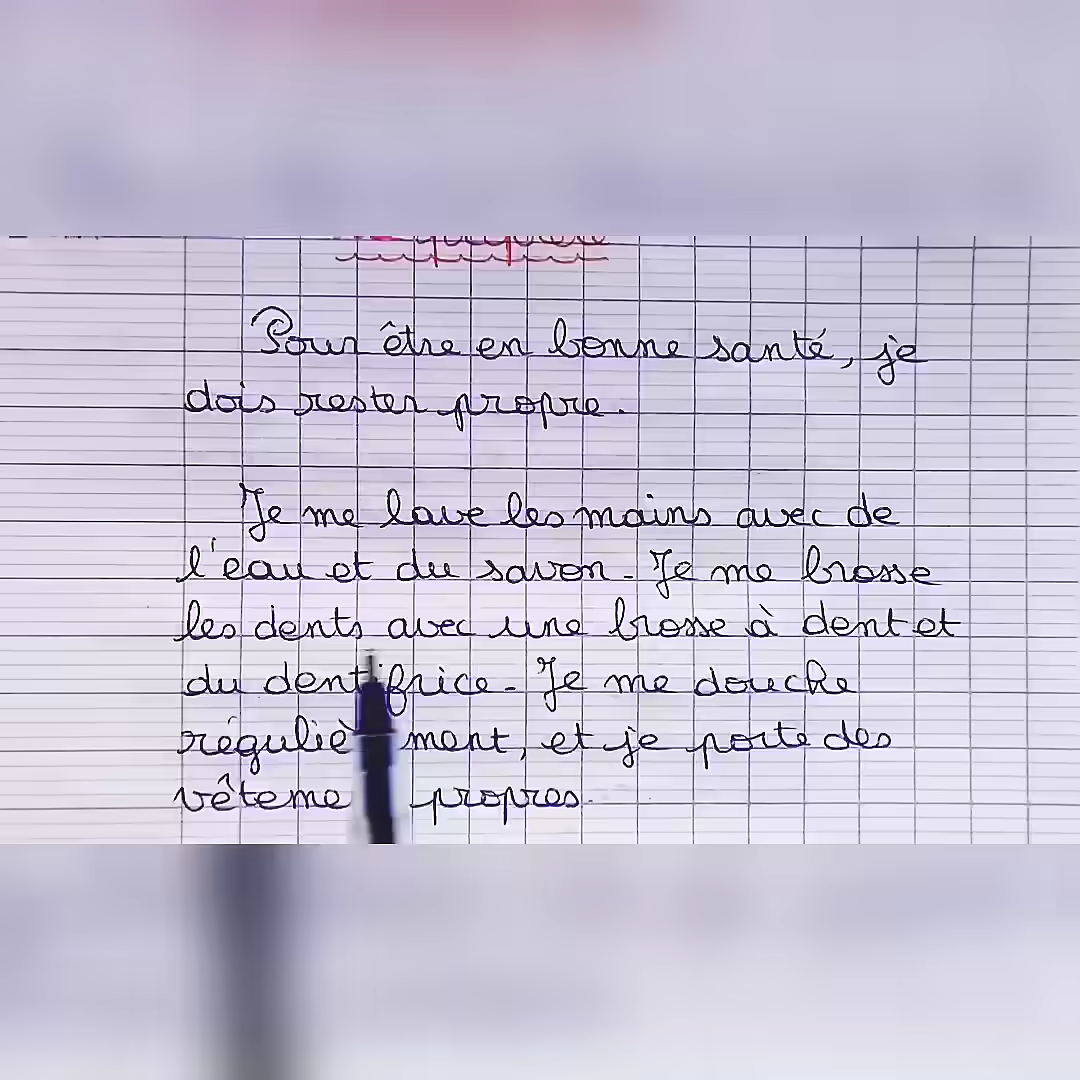 Pour être en bonne santé, je
dois rester propre.
Je me lave les mains avec de
l'eau et du savon. Je me brosse
les dents avec une brosse à dent et
du dentifrice. Je me douche
et je porte des
propres.